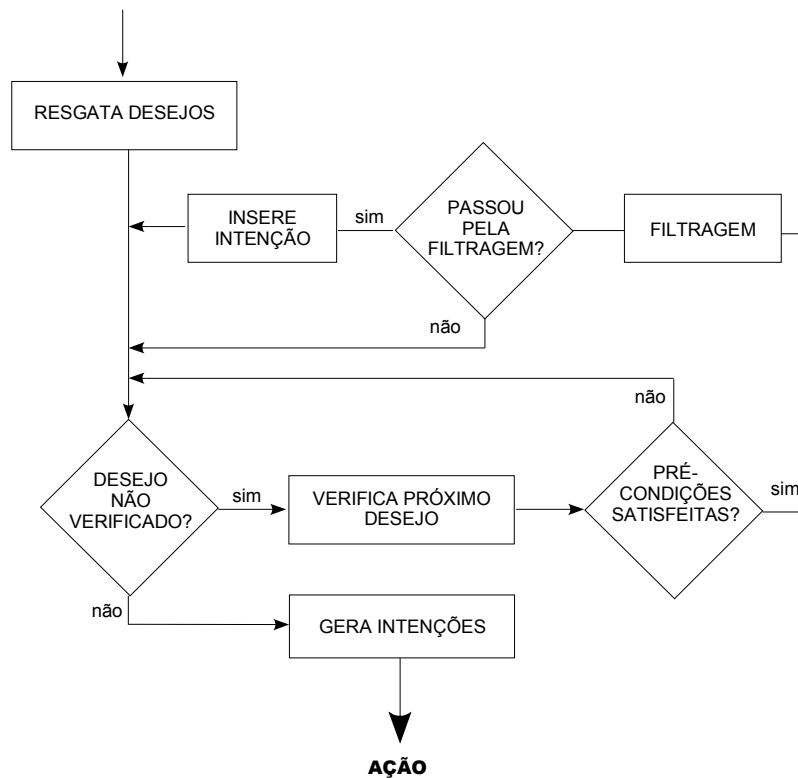 RESGATA DESEJOS
INSERE
INTENÇÃO
sim
PASSOU
PELA
FILTRAGEM?
FILTRAGEM
não
não
DESEJO
NÃO
VERIFICADO?
sim
VERIFICA PRÓXIMO
DESEJO
PRÉ-
CONDIÇÕES
SATISFEITAS?
sim
não
GERA INTENÇÕES
AÇÃO